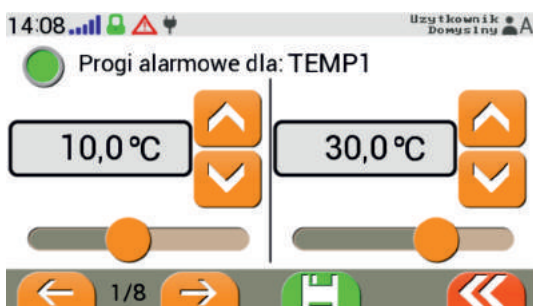 14:08 Uzytkownik
Domyslny A
Progi alarmowe dla: TEMP1
10,0 °C 30,0 °C
1/8